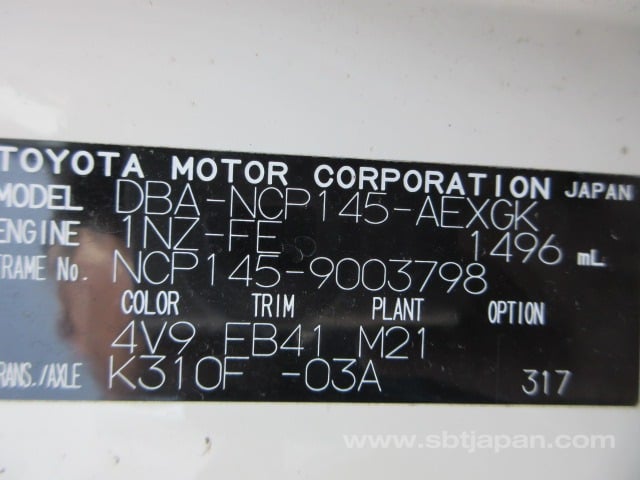 TOYOTA MOTOR CORPORATION JAPAN
MODEL DBA-NCP145-AEXGK
ENGINE 1NZ-FE 1496 mL
FRAME No. NCP145-9003798
COLOR TRIM PLANT OPTION
4V9 FB41 M21
RANS./AXLE K310F -03A 317
www.sbtjapan.com